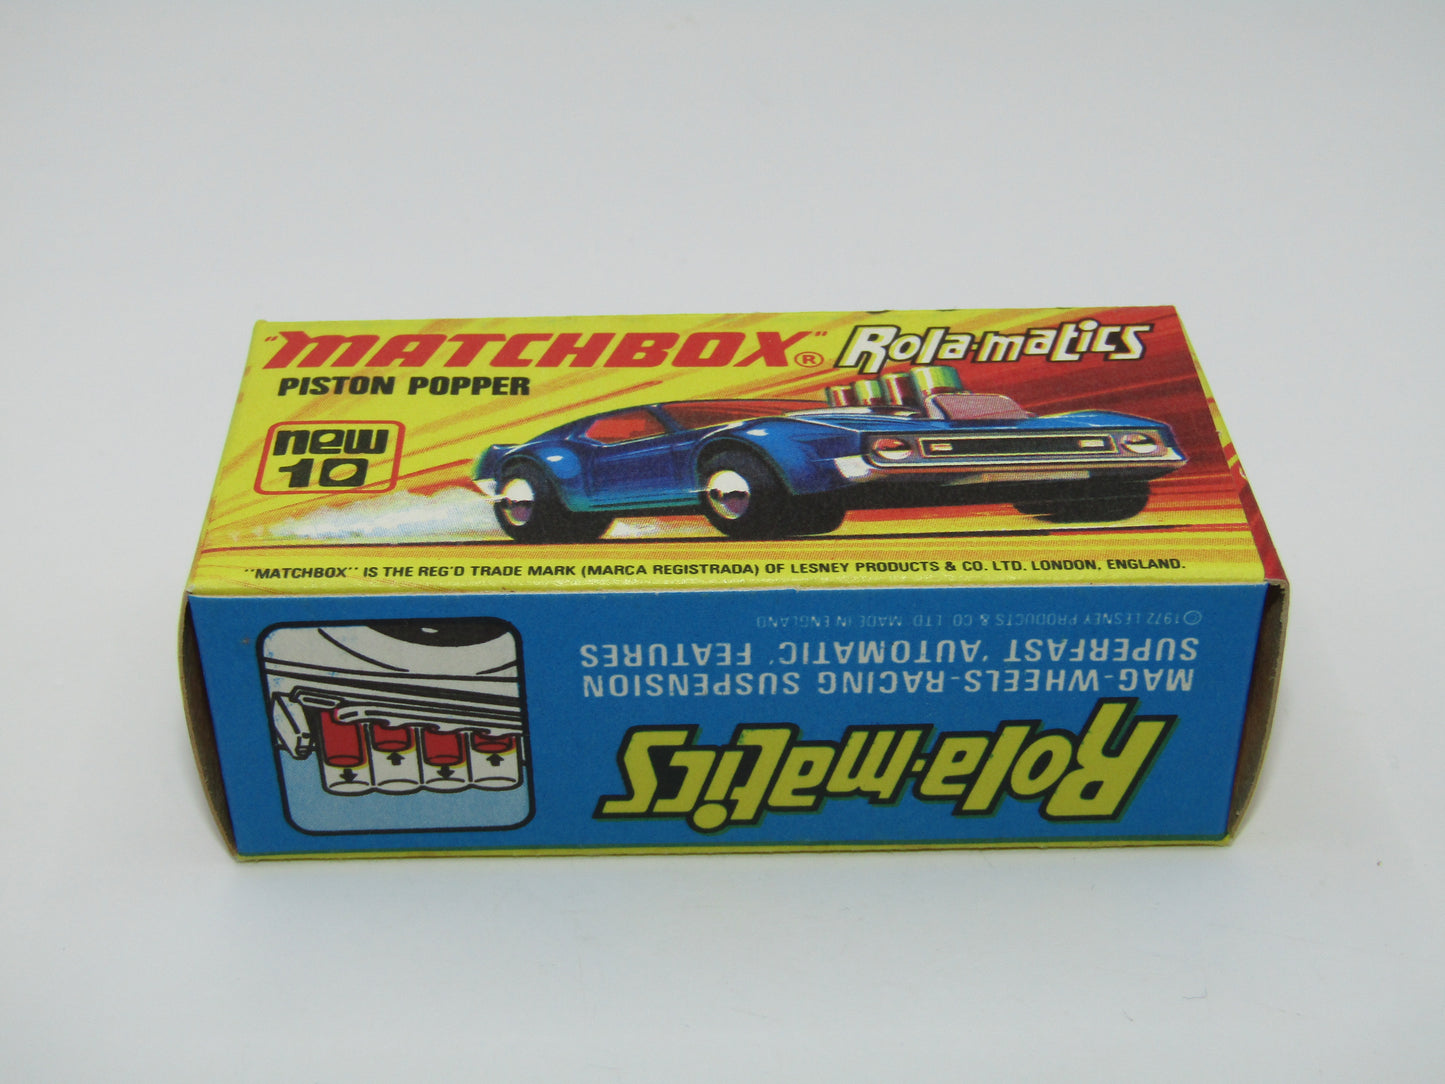 "MATCHBOX"® Rola-matics
PISTON POPPER
new
10
"MATCHBOX" IS THE REG'D TRADE MARK (MARCA REGISTRADA) OF LESNEY PRODUCTS & CO. LTD. LONDON, ENGLAND.
Rola-matics
MAG-WHEELS-RACING SUSPENSION
SUPERFAST 'AUTOMATIC' FEATURES
©1972 LESNEY PRODUCTS & CO LTD MADE IN ENGLAND